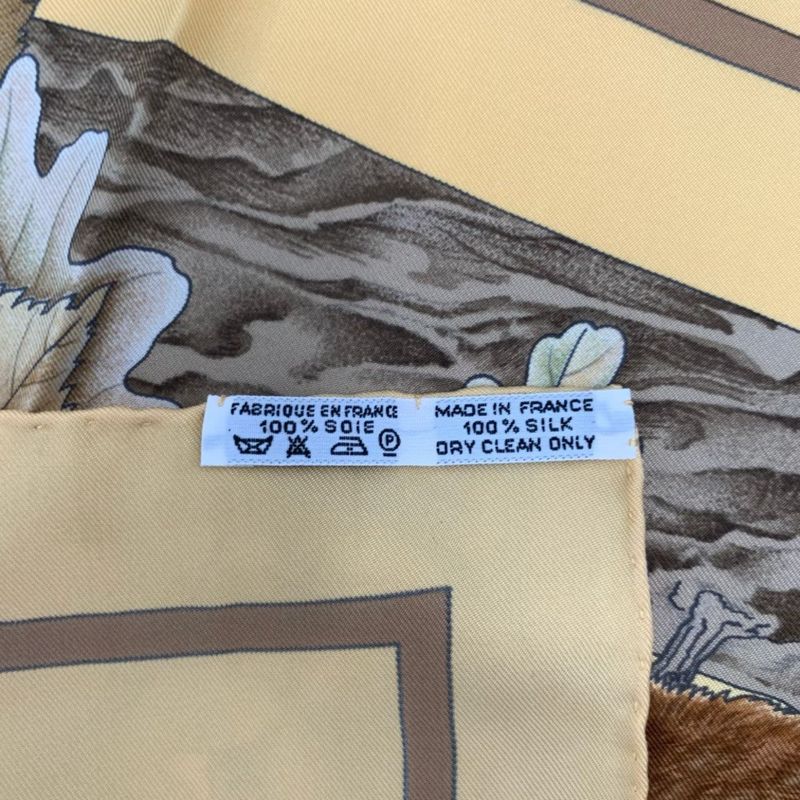 FABRIQUE EN FRANCE
100% SOIE
P
MADE IN FRANCE
100% SILK
DRY CLEAN ONLY